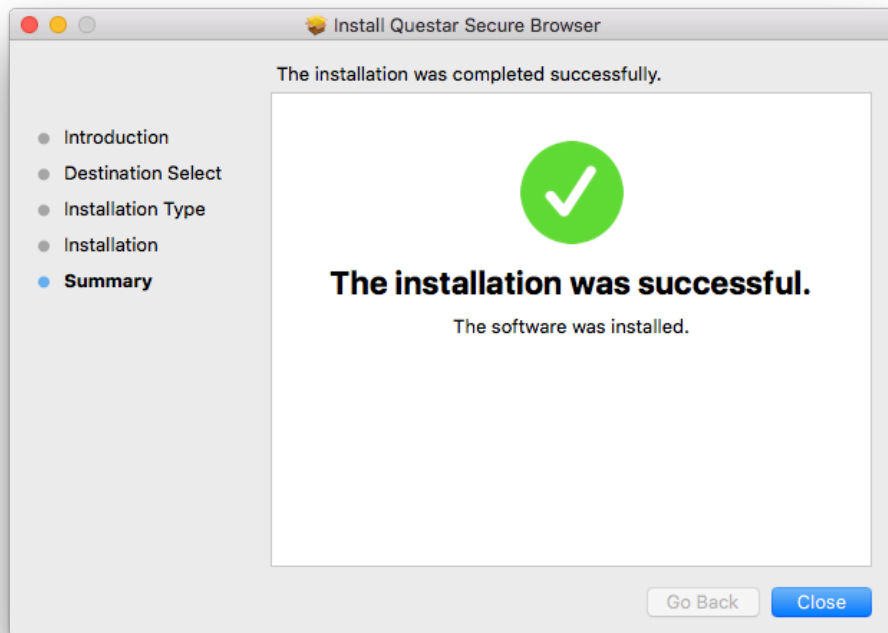 Install Questar Secure Browser
The installation was completed successfully.
Introduction
Destination Select
Installation Type
Installation
Summary
The installation was successful.
The software was installed.
Go Back
Close